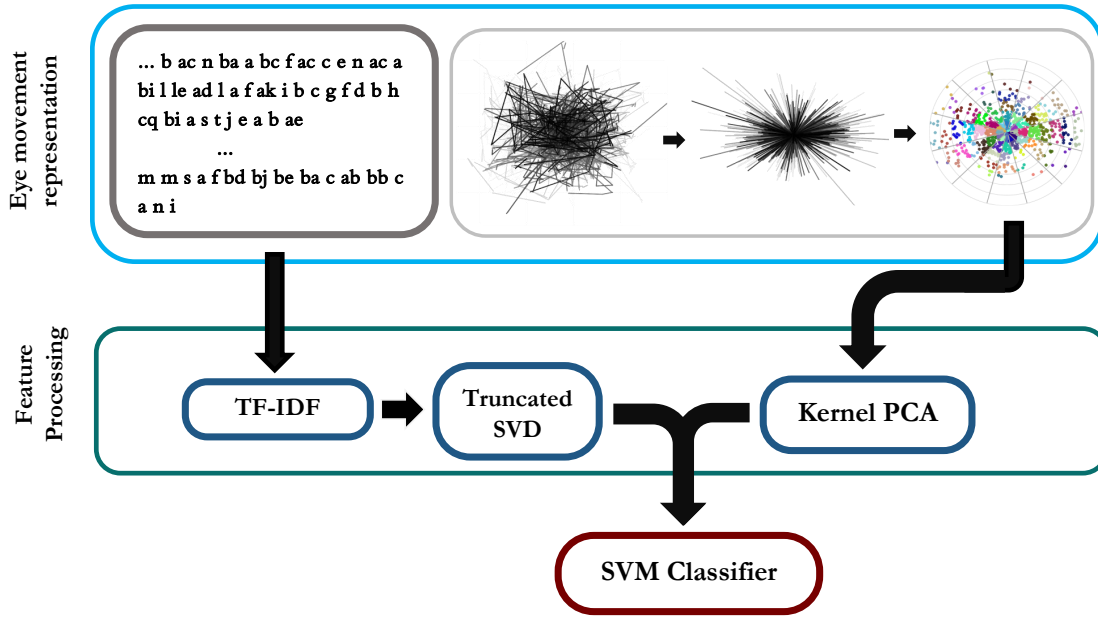 Eye movement
representation
... b ac n ba a bc f ac c e n ac a
bi l le ad l a f ak i b c g f d b h
cq bi a s t j e a b ae
...
m m s a f bd bj be ba c ab bb c
a n i
Feature
Processing
TF-IDF
Truncated
SVD
Kernel PCA
SVM Classifier